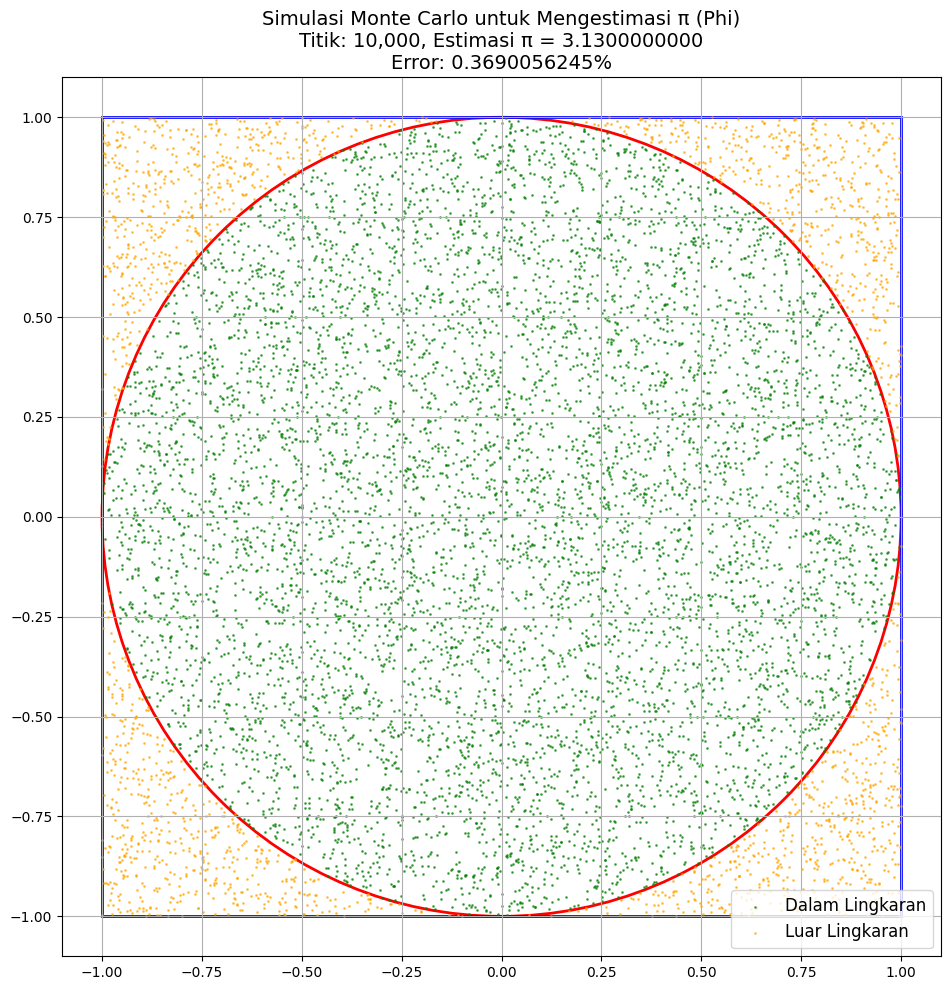 Simulasi Monte Carlo untuk Mengestimasi π (Phi)
Titik: 10,000, Estimasi π = 3.1300000000
Error: 0.3690056245%
1.00
0.75
0.50
0.25
0.00
−0.25
−0.50
−0.75
−1.00
−1.00 −0.75 −0.50 −0.25 0.00 0.25 0.50 0.75 1.00
Dalam Lingkaran
Luar Lingkaran